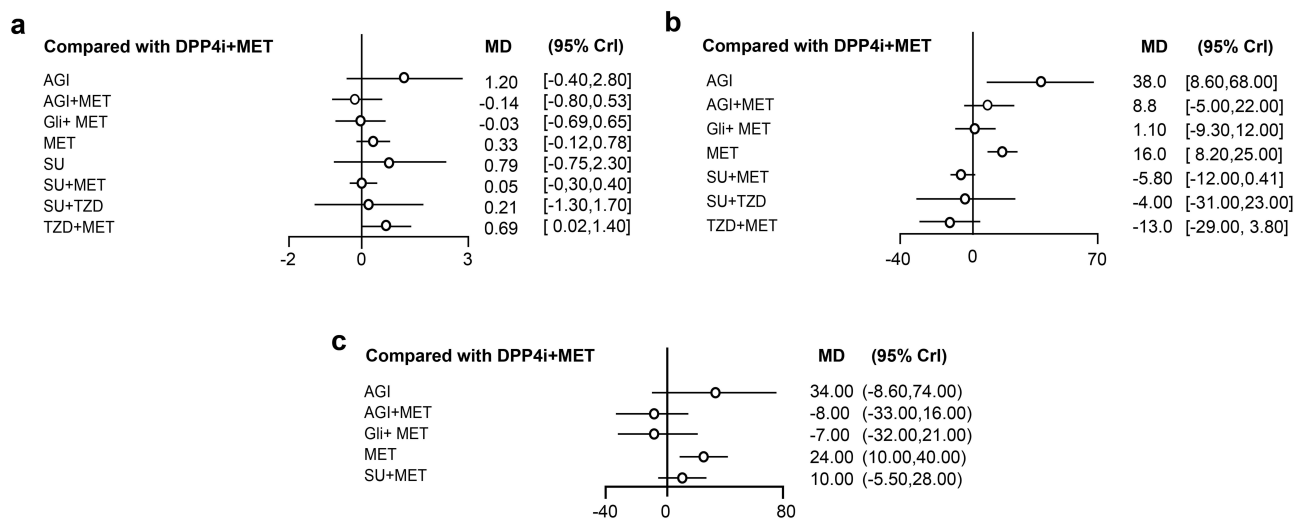 a
Compared with DPP4i+MET MD (95% Crl)
AGI 1.20 [-0.40,2.80]
AGI+MET -0.14 [-0.80,0.53]
Gli+ MET -0.03 [-0.69,0.65]
MET 0.33 [-0.12,0.78]
SU 0.79 [-0.75,2.30]
SU+MET 0.05 [-0,30,0.40]
SU+TZD 0.21 [-1.30,1.70]
TZD+MET 0.69 [ 0.02,1.40]
-2 0 3
b
Compared with DPP4i+MET MD (95% Crl)
AGI 38.0 [8.60,68.00]
AGI+MET 8.8 [-5.00,22.00]
Gli+ MET 1.10 [-9.30,12.00]
MET 16.0 [ 8.20,25.00]
SU+MET -5.80 [-12.00,0.41]
SU+TZD -4.00 [-31.00,23.00]
TZD+MET -13.0 [-29.00, 3.80]
-40 0 70
c
Compared with DPP4i+MET MD (95% Crl)
AGI 34.00 (-8.60,74.00)
AGI+MET -8.00 (-33.00,16.00)
Gli+ MET -7.00 (-32.00,21.00)
MET 24.00 (10.00,40.00)
SU+MET 10.00 (-5.50,28.00)
-40 0 80